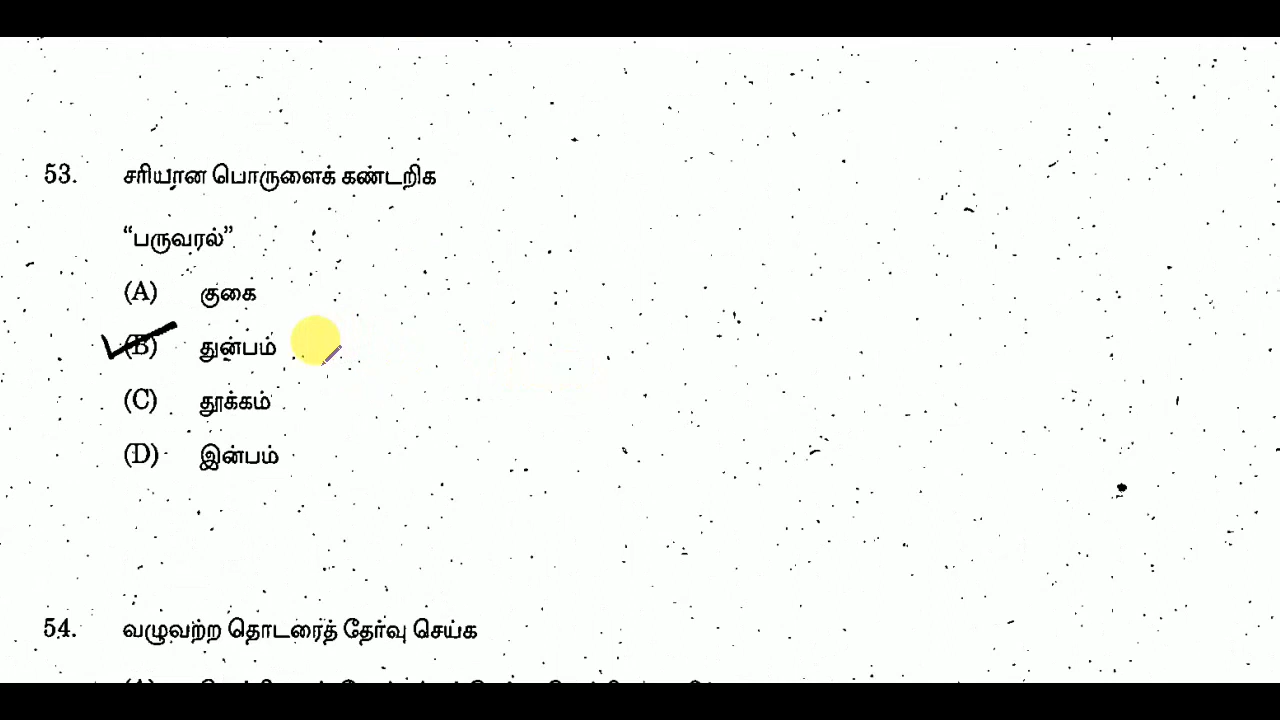 53. சரியான பொருளைக் கண்டறிக
“பருவரல்”
(A) குகை
(B) துன்பம்
(C) தூக்கம்
(D) இன்பம்
54. வழுவற்ற தொடரைத் தேர்வு செய்க